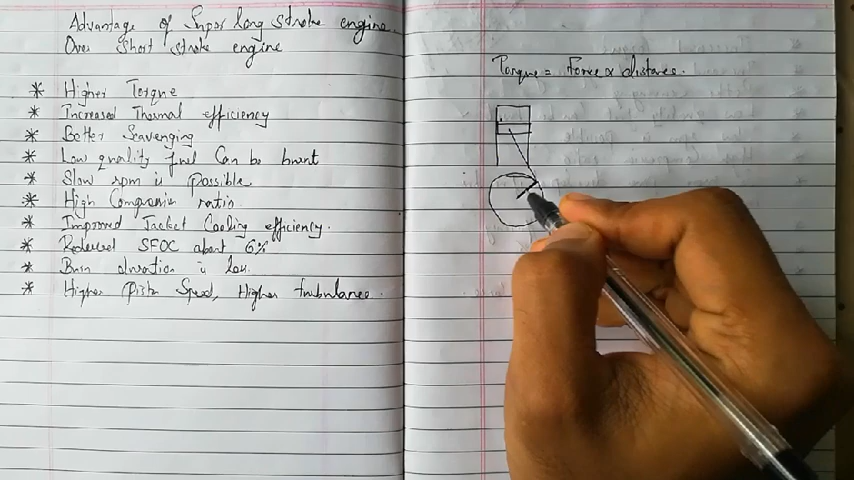 Advantage of Supar long stroke engine
Over Short stroke engine
* Higher Torque
* Increased Thermal efficiency
* Better Scavenging
* Low quality fuel Can be burnt
* Slow rpm is possible.
* High Compression ratio.
* Improved Jacket Cooling efficiency.
* Reduced SFOC about 6%
* Burn duration is low.
* Higher Piston Speed, Higher turbulance.
Torque = Force x distance.